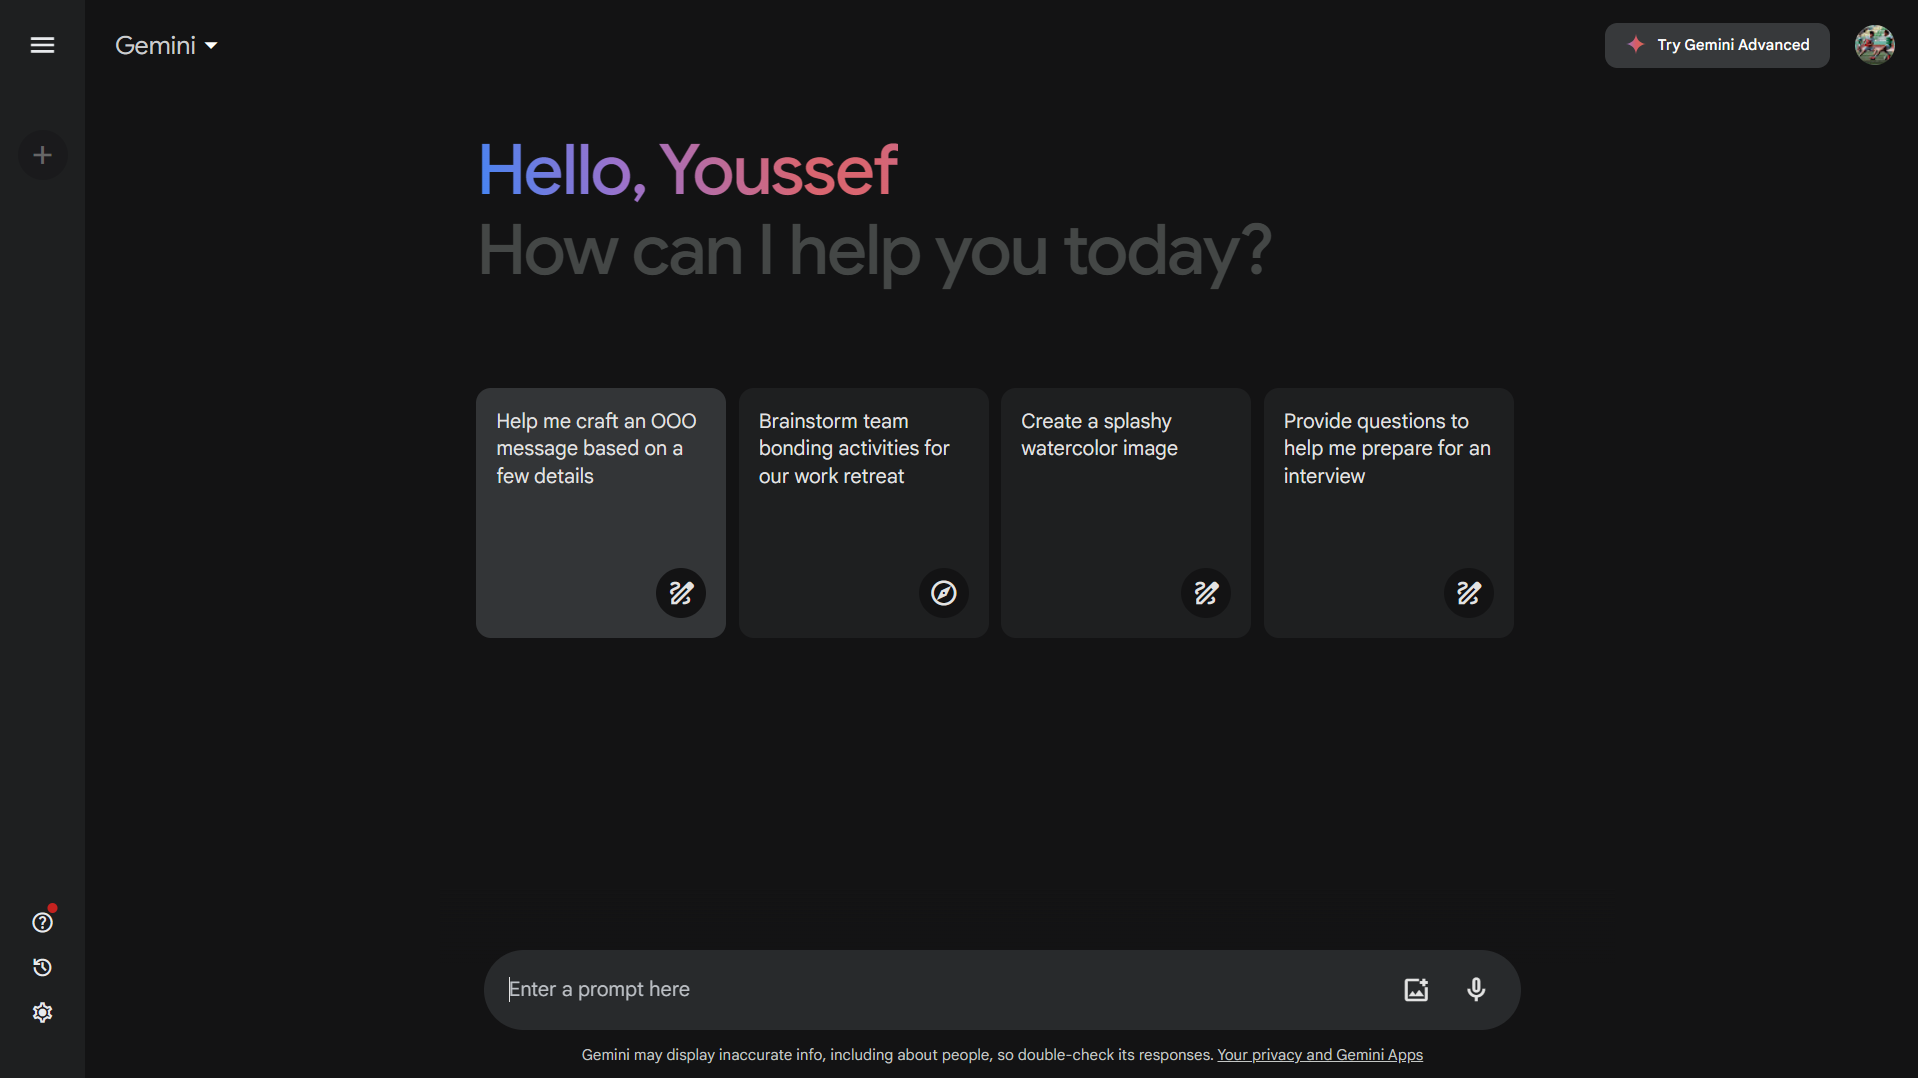 Gemini
Try Gemini Advanced
Hello, Youssef
How can I help you today?
Help me craft an OOO
message based on a
few details
Brainstorm team
bonding activities for
our work retreat
Create a splashy
watercolor image
Provide questions to
help me prepare for an
interview
Enter a prompt here
Gemini may display inaccurate info, including about people, so double-check its responses. Your privacy and Gemini Apps